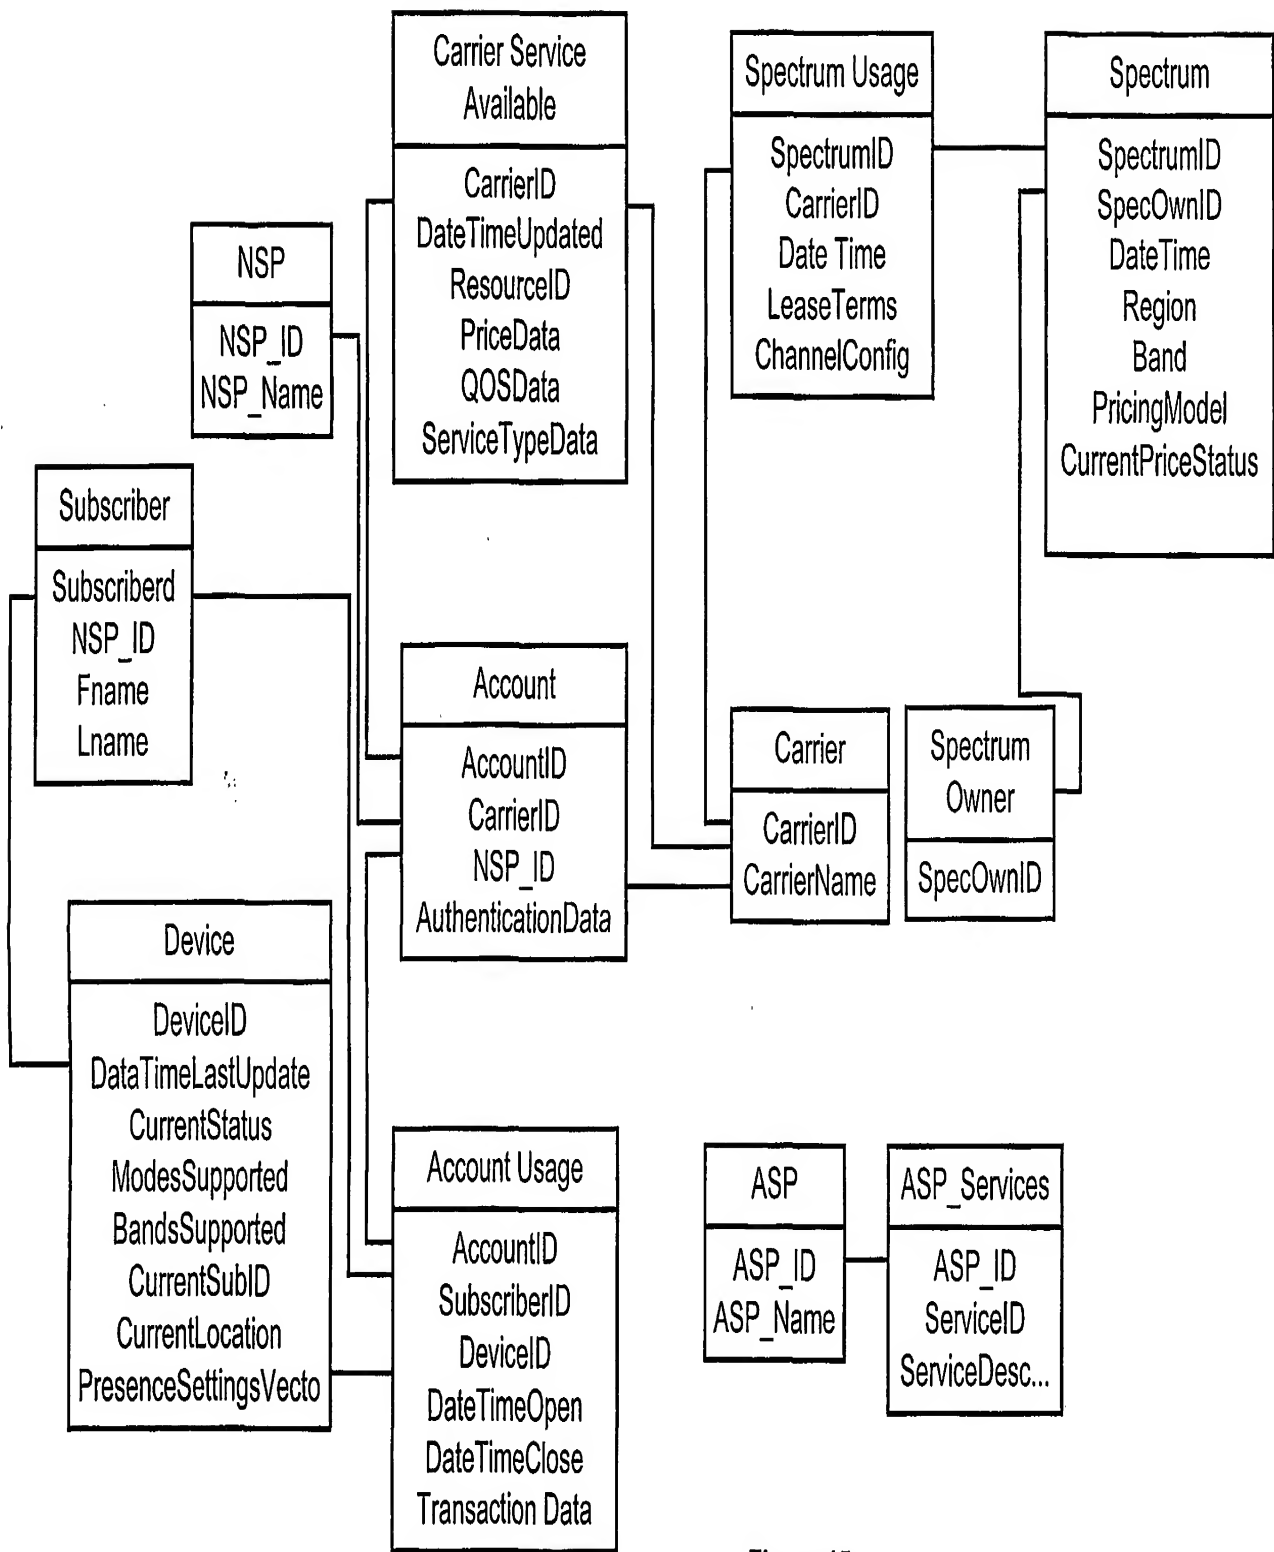 Carrier Service
Available
CarrierID
DateTimeUpdated
ResourceID
PriceData
QOSData
ServiceTypeData
Spectrum Usage
SpectrumID
CarrierID
Date Time
LeaseTerms
ChannelConfig
Spectrum
SpectrumID
SpecOwnID
DateTime
Region
Band
PricingModel
CurrentPriceStatus
NSP
NSP_ID
NSP_Name
Subscriber
Subscriberd
NSP_ID
Fname
Lname
Account
AccountID
CarrierID
NSP_ID
AuthenticationData
Carrier
CarrierID
CarrierName
Spectrum
Owner
SpecOwnID
Device
DeviceID
DataTimeLastUpdate
CurrentStatus
ModesSupported
BandsSupported
CurrentSubID
CurrentLocation
PresenceSettingsVecto
Account Usage
AccountID
SubscriberID
DeviceID
DateTimeOpen
DateTimeClose
Transaction Data
ASP
ASP_ID
ASP_Name
ASP_Services
ASP_ID
ServiceID
ServiceDesc...